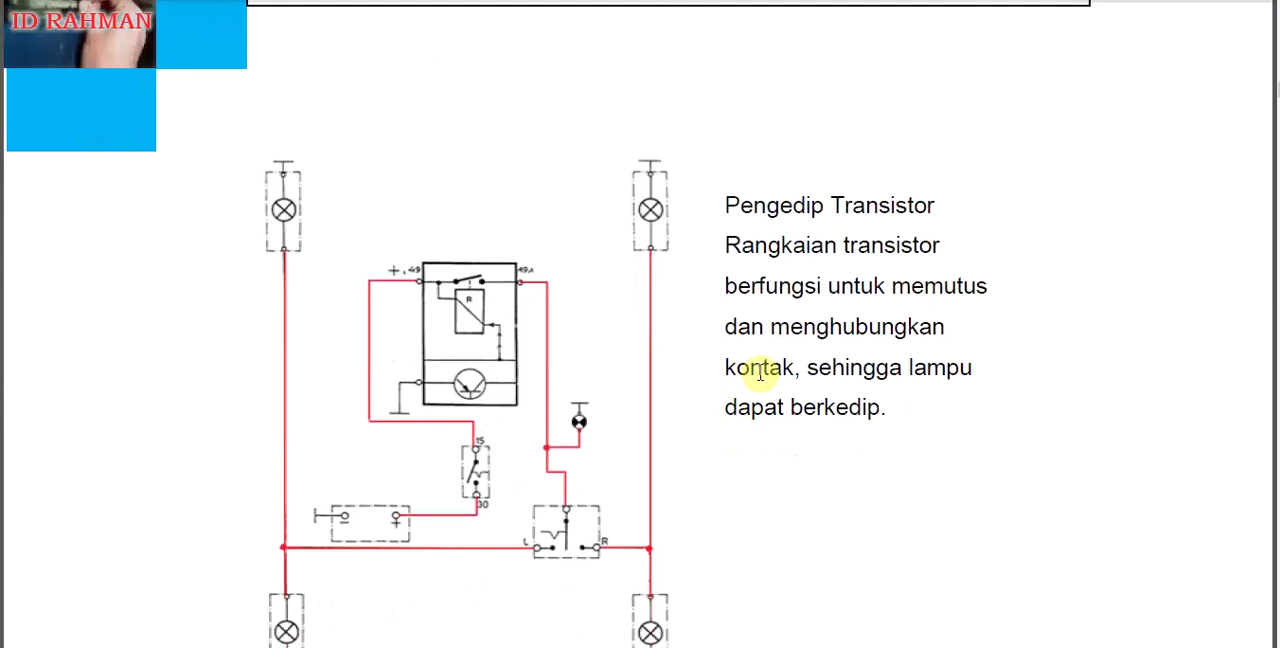 ID RAHMAN
Pengedip Transistor
Rangkaian transistor
berfungsi untuk memutus
dan menghubungkan
kontak, sehingga lampu
dapat berkedip.
+, 49
49a
R
15
30
− +
L
R